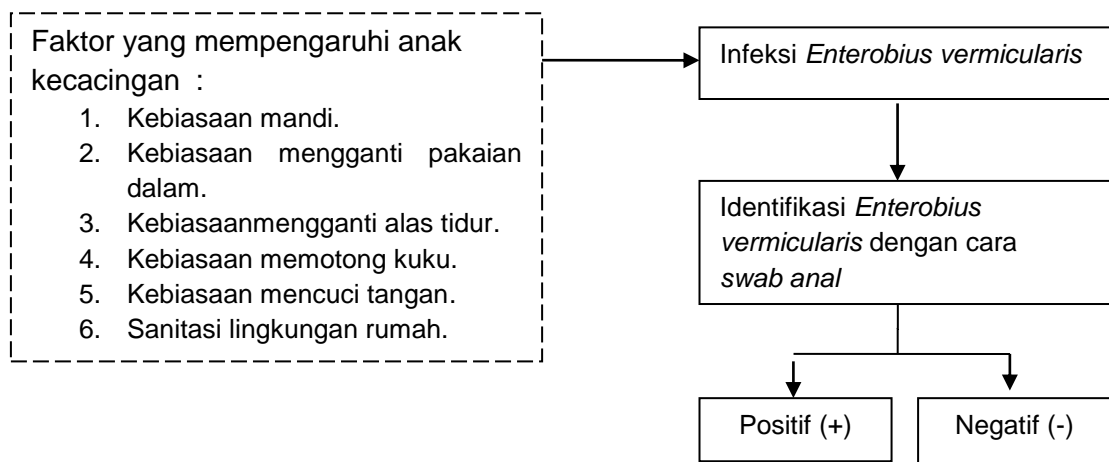 Faktor yang mempengaruhi anak
kecacingan :
1. Kebiasaan mandi.
2. Kebiasaan mengganti pakaian
dalam.
3. Kebiasaanmengganti alas tidur.
4. Kebiasaan memotong kuku.
5. Kebiasaan mencuci tangan.
6. Sanitasi lingkungan rumah.
Infeksi Enterobius vermicularis
Identifikasi Enterobius
vermicularis dengan cara
swab anal
Positif (+)
Negatif (-)